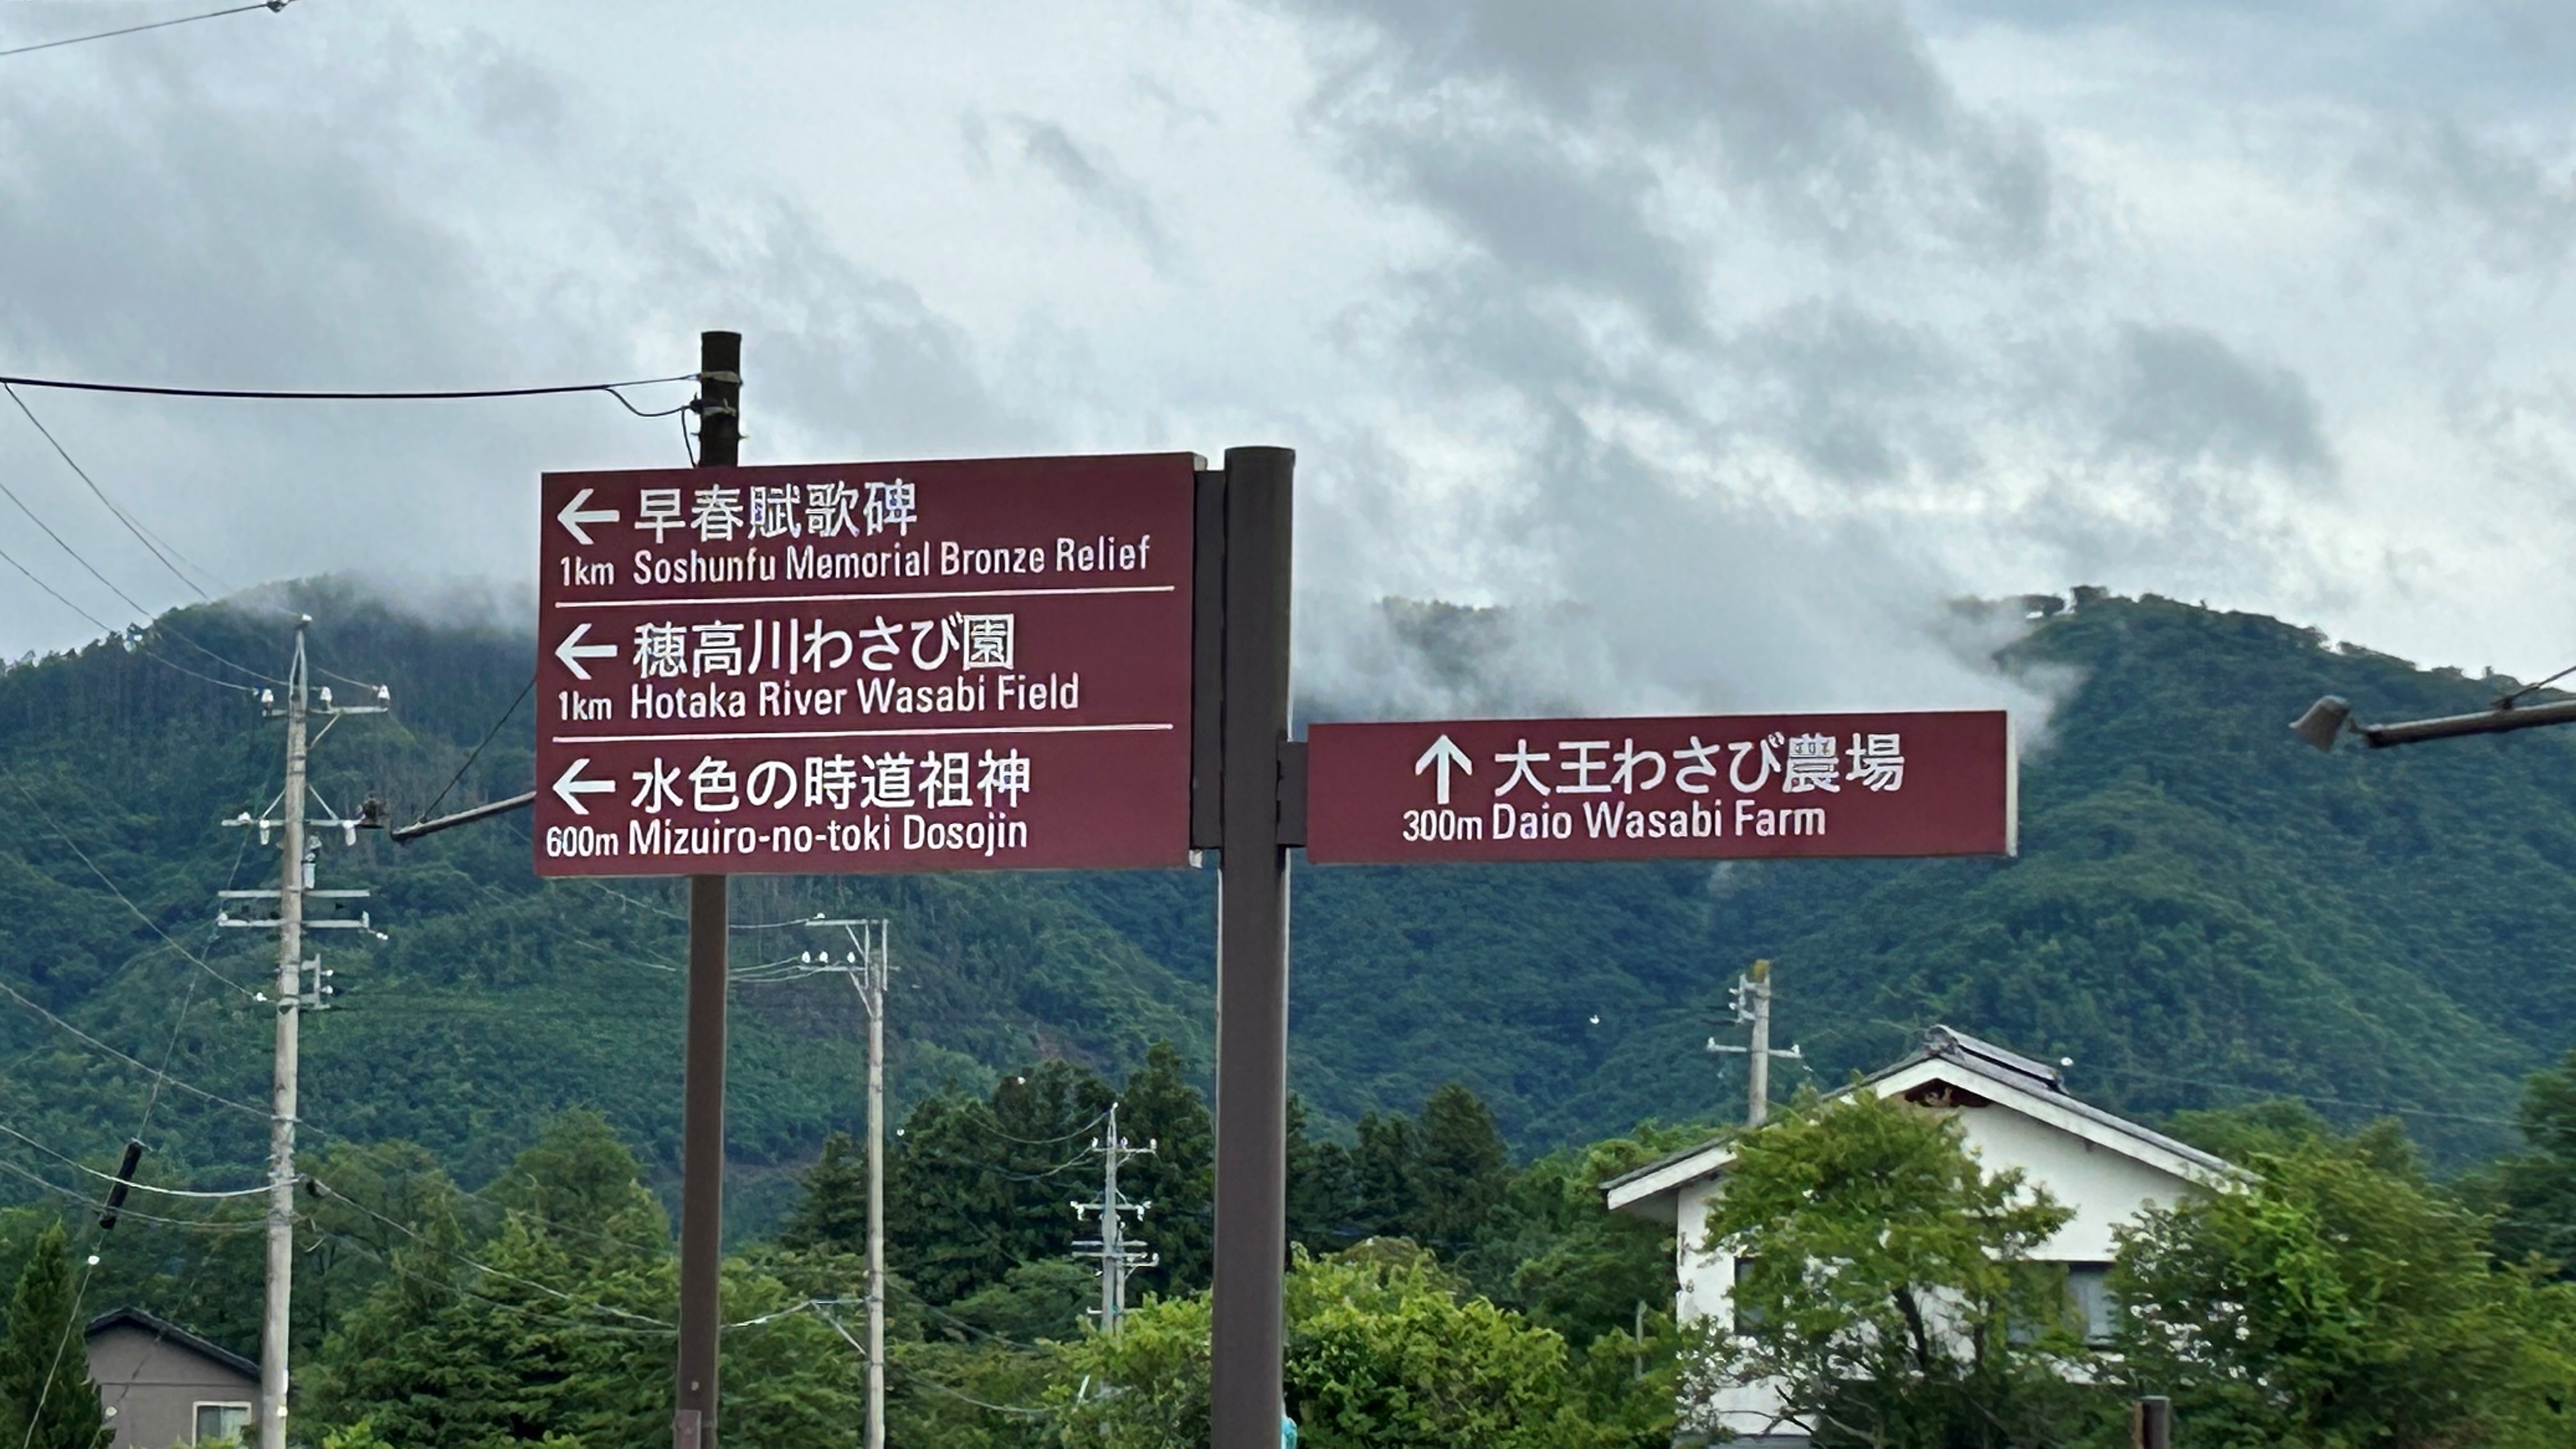 ← 早春賦歌碑
1km Soshunfu Memorial Bronze Relief
← 穂高川わさび園
1km Hotaka River Wasabi Field
← 水色の時道祖神
600m Mizuiro-no-toki Dosojin
↑ 大王わさび農場
300m Daio Wasabi Farm